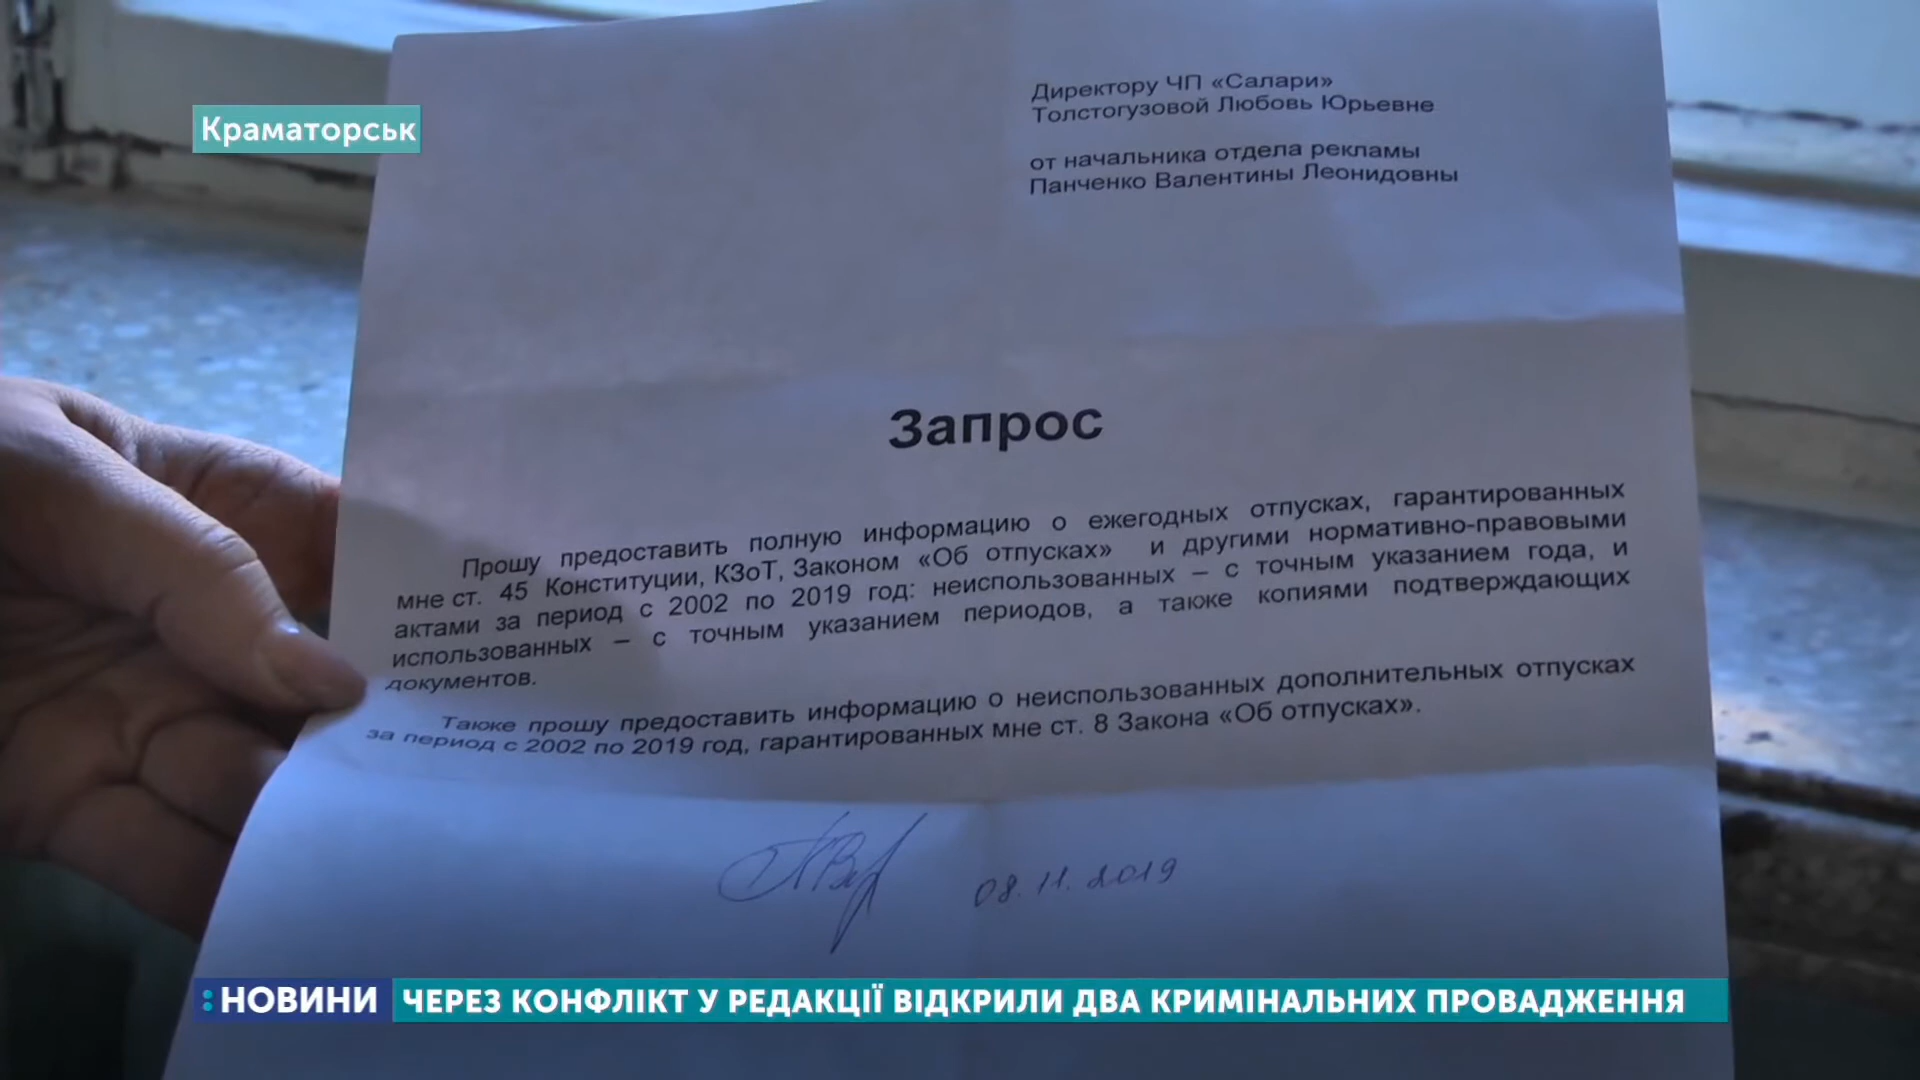 Краматорськ
Директору ЧП «Салари»
Толстогузовой Любовь Юрьевне
от начальника отдела рекламы
Панченко Валентины Леонидовны
Запрос
Прошу предоставить полную информацию о ежегодных отпусках, гарантированных
мне ст. 45 Конституции, КЗоТ, Законом «Об отпусках» и другими нормативно-правовыми
актами за период с 2002 по 2019 год: неиспользованных – с точным указанием года, и
использованных – с точным указанием периодов, а также копиями подтверждающих
документов.
Также прошу предоставить информацию о неиспользованных дополнительных отпусках
за период с 2002 по 2019 год, гарантированных мне ст. 8 Закона «Об отпусках».
08.11.2019
НОВИНИ ЧЕРЕЗ КОНФЛІКТ У РЕДАКЦІЇ ВІДКРИЛИ ДВА КРИМІНАЛЬНИХ ПРОВАДЖЕННЯ